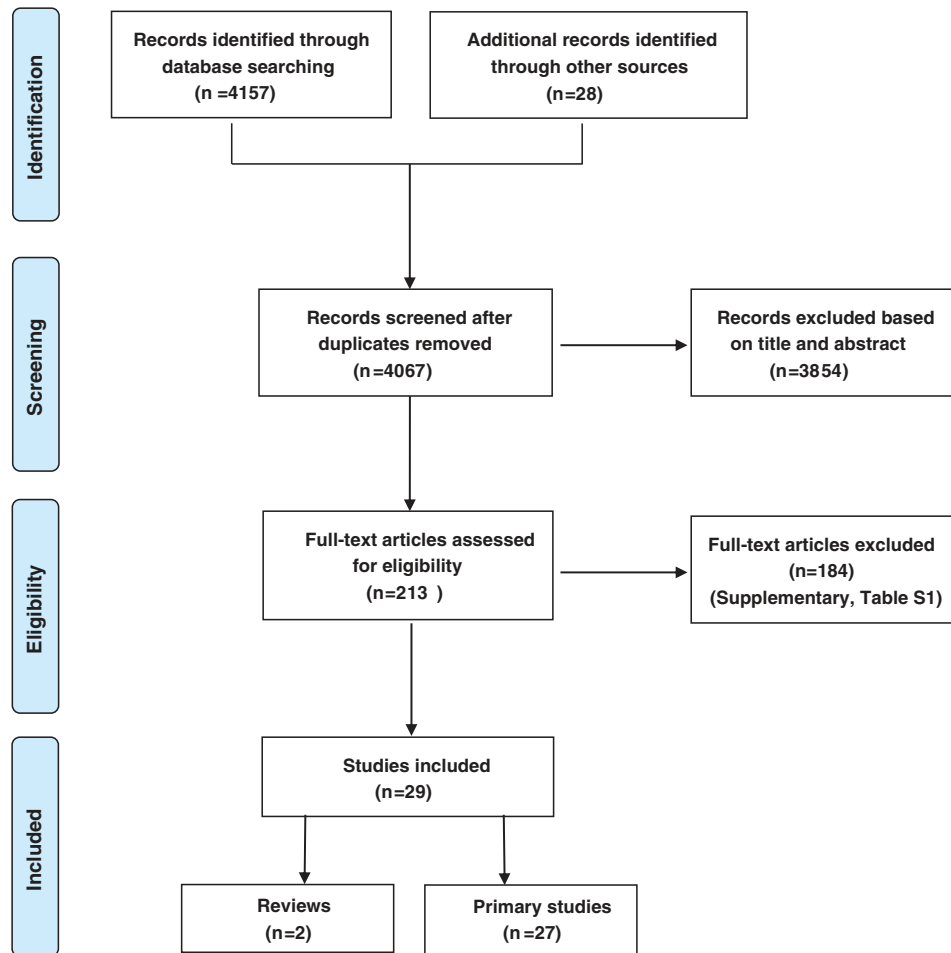 Identification
Records identified through
database searching
(n =4157)
Additional records identified
through other sources
(n=28)
Screening
Records screened after
duplicates removed
(n=4067)
Records excluded based
on title and abstract
(n=3854)
Eligibility
Full-text articles assessed
for eligibility
(n=213 )
Full-text articles excluded
(n=184)
(Supplementary, Table S1)
Included
Studies included
(n=29)
Reviews
(n=2)
Primary studies
(n=27)